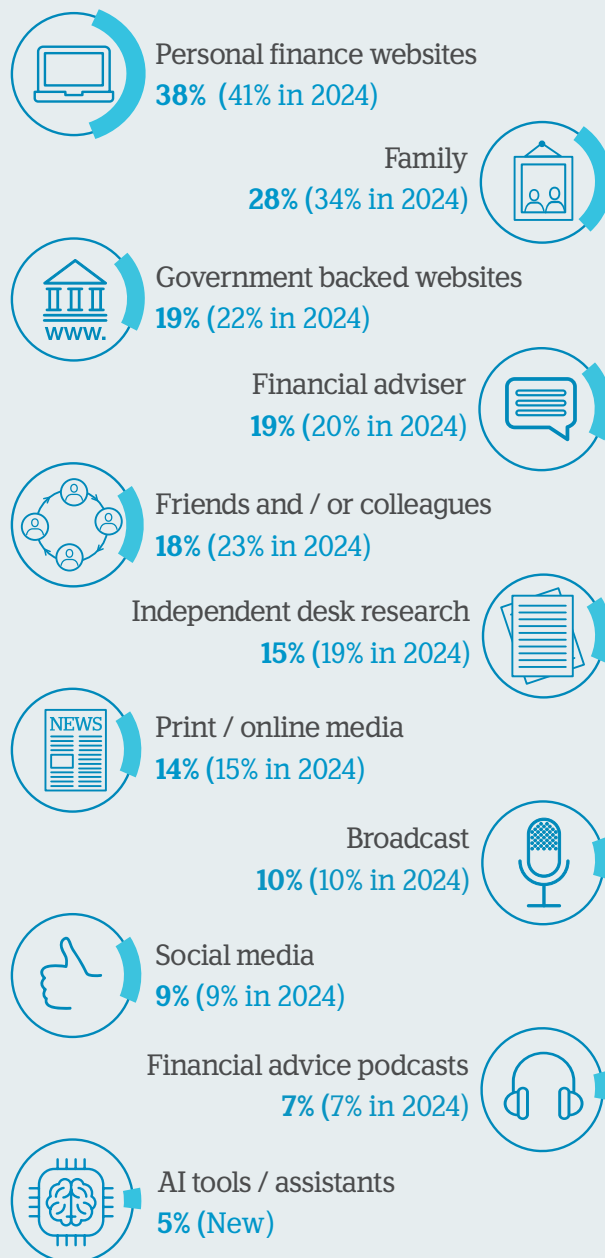 Personal finance websites
38% (41% in 2024)
Family
28% (34% in 2024)
www.
Government backed websites
19% (22% in 2024)
Financial adviser
19% (20% in 2024)
Friends and / or colleagues
18% (23% in 2024)
Independent desk research
15% (19% in 2024)
NEWS
Print / online media
14% (15% in 2024)
Broadcast
10% (10% in 2024)
Social media
9% (9% in 2024)
Financial advice podcasts
7% (7% in 2024)
AI tools / assistants
5% (New)